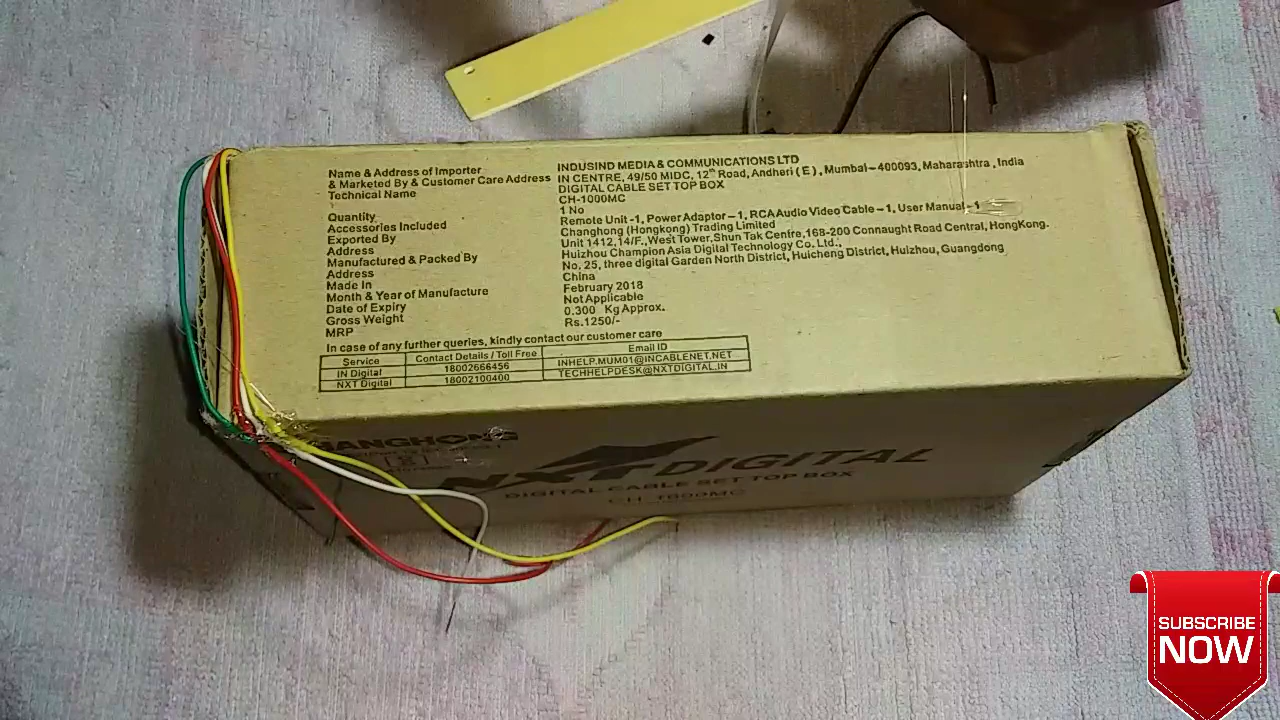 Name & Address of Importer
& Marketed By & Customer Care Address
Technical Name
Quantity
Accessories Included
Exported By
Address
Manufactured & Packed By
Address
Made In
Month & Year of Manufacture
Date of Expiry
Gross Weight
MRP
INDUSIND MEDIA & COMMUNICATIONS LTD
IN CENTRE, 49/50 MIDC, 12th Road, Andheri ( E ) , Mumbai-400093, Maharashtra , India
DIGITAL CABLE SET TOP BOX
CH-1000MC
1 No
Remote Unit -1, Power Adaptor - 1, RCA Audio Video Cable - 1, User Manual -1
Changhong (Hongkong) Trading Limited
Unit 1412,14/F.,West Tower,Shun Tak Centre,168-200 Connaught Road Central, HongKong.
Huizhou Champion Asia Digital Technology Co. Ltd.,
No. 25, three digital Garden North District, Huicheng District, Huizhou, Guangdong
China
February 2018
Not Applicable
0.300 Kg Approx.
Rs.1250/-
In case of any further queries, kindly contact our customer care
Service Contact Details / Toll Free Email ID
IN Digital 18002666456 INHELP.MUM01@INCABLENET.NET
NXT Digital 18002100400 TECHHELPDESK@NXTDIGITAL.IN
NXTDIGITAL
DIGITAL CABLE SET TOP BOX
SUBSCRIBE
NOW